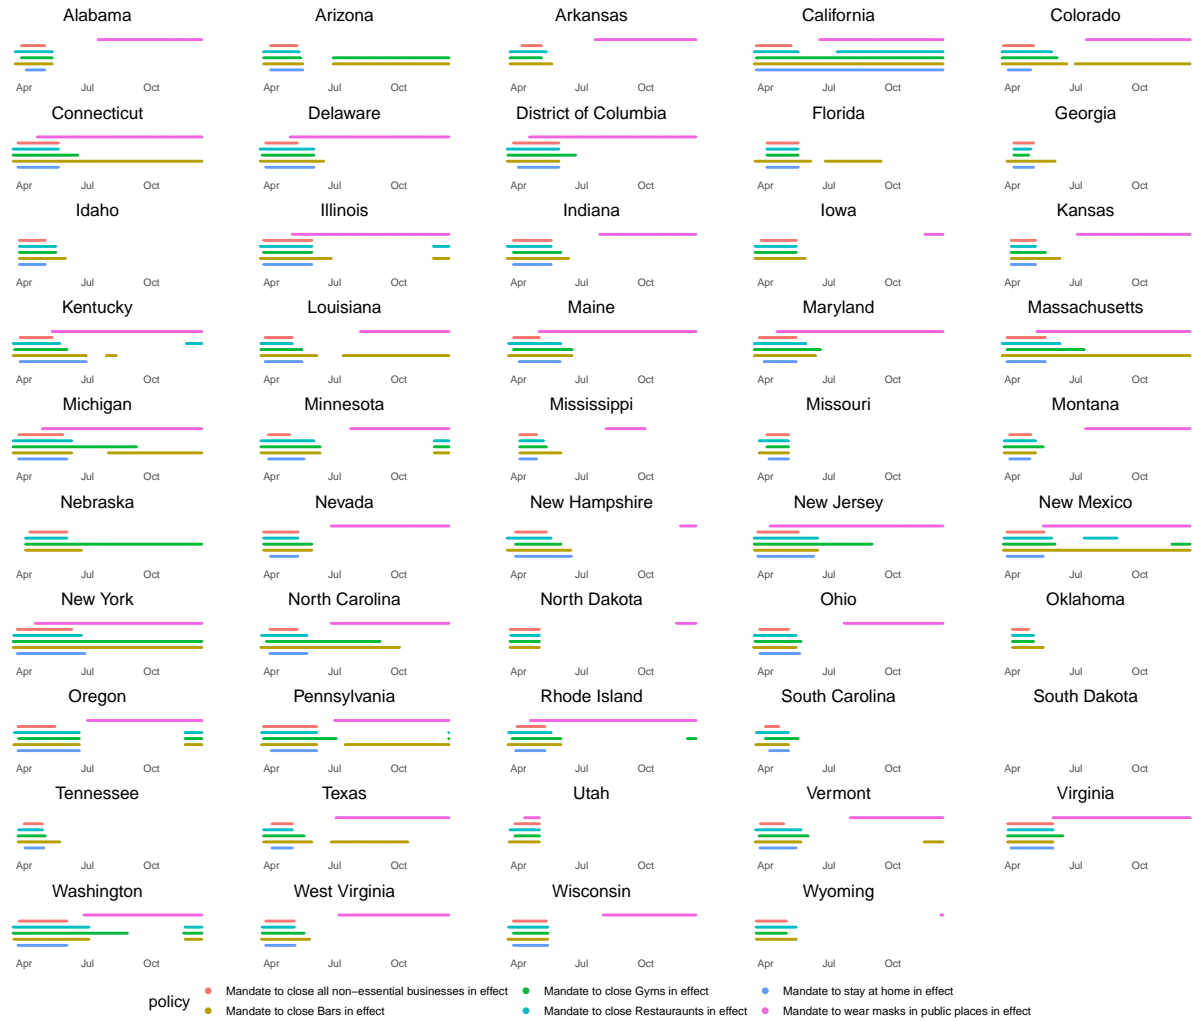 Alabama Arizona Arkansas California Colorado
Apr Jul Oct Apr Jul Oct Apr Jul Oct Apr Jul Oct Apr Jul Oct
Connecticut Delaware District of Columbia Florida Georgia
Apr Jul Oct Apr Jul Oct Apr Jul Oct Apr Jul Oct Apr Jul Oct
Idaho Illinois Indiana Iowa Kansas
Apr Jul Oct Apr Jul Oct Apr Jul Oct Apr Jul Oct Apr Jul Oct
Kentucky Louisiana Maine Maryland Massachusetts
Apr Jul Oct Apr Jul Oct Apr Jul Oct Apr Jul Oct Apr Jul Oct
Michigan Minnesota Mississippi Missouri Montana
Apr Jul Oct Apr Jul Oct Apr Jul Oct Apr Jul Oct Apr Jul Oct
Nebraska Nevada New Hampshire New Jersey New Mexico
Apr Jul Oct Apr Jul Oct Apr Jul Oct Apr Jul Oct Apr Jul Oct
New York North Carolina North Dakota Ohio Oklahoma
Apr Jul Oct Apr Jul Oct Apr Jul Oct Apr Jul Oct Apr Jul Oct
Oregon Pennsylvania Rhode Island South Carolina South Dakota
Apr Jul Oct Apr Jul Oct Apr Jul Oct Apr Jul Oct Apr Jul Oct
Tennessee Texas Utah Vermont Virginia
Apr Jul Oct Apr Jul Oct Apr Jul Oct Apr Jul Oct Apr Jul Oct
Washington West Virginia Wisconsin Wyoming
Apr Jul Oct Apr Jul Oct Apr Jul Oct Apr Jul Oct
policy
Mandate to close all non−essential businesses in effect Mandate to close Gyms in effect Mandate to stay at home in effect
Mandate to close Bars in effect Mandate to close Restauraunts in effect Mandate to wear masks in public places in effect